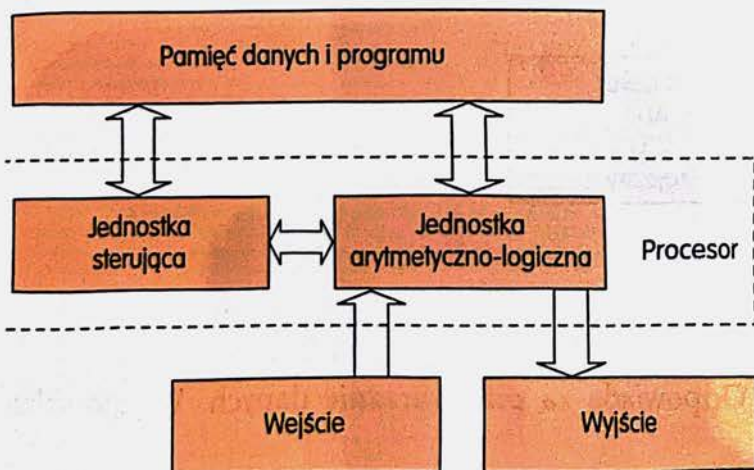 Pamięć danych i programu
Jednostka
sterująca
Jednostka
arytmetyczno-logiczna
Procesor
Wejście
Wyjście